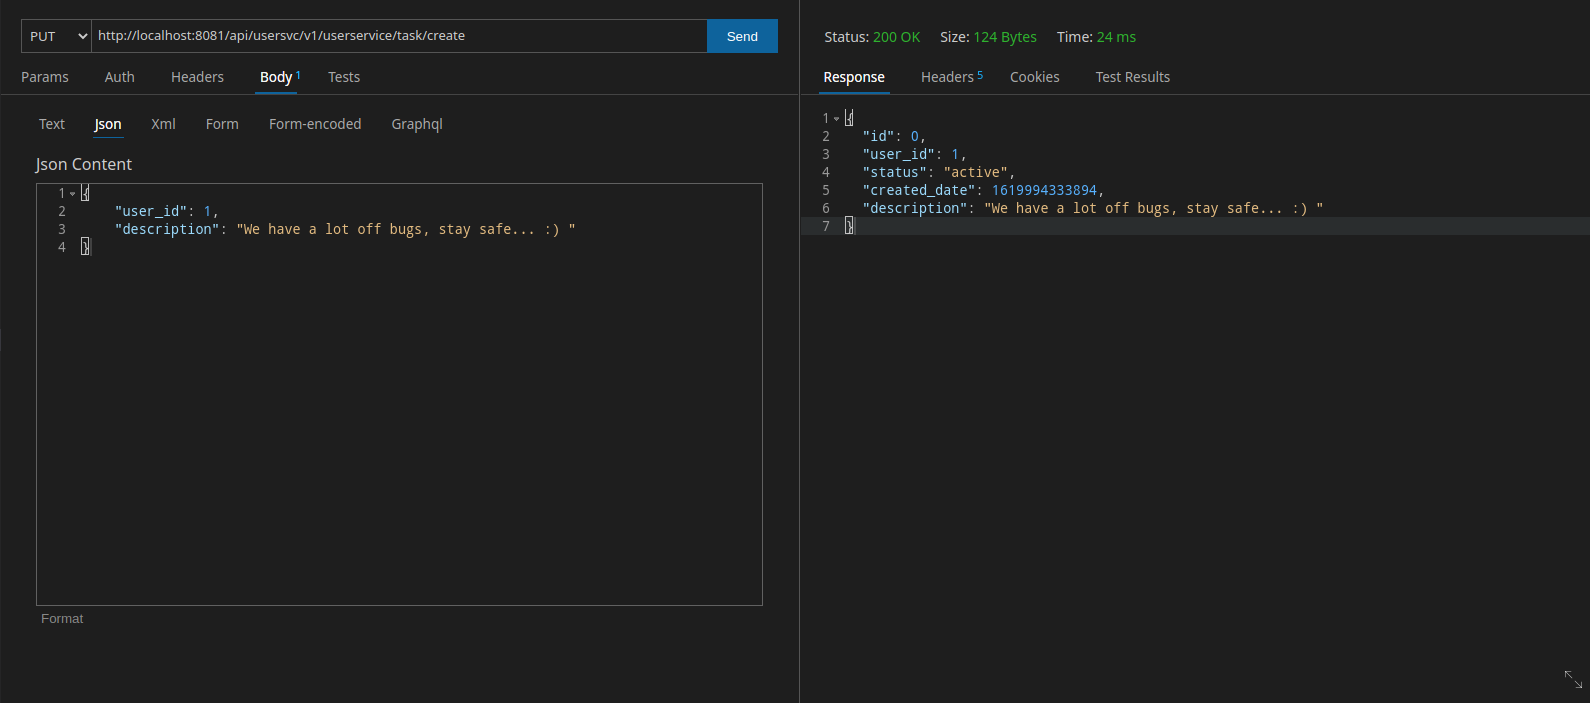 PUT http://localhost:8081/api/usersvc/v1/userservice/task/create Send
Params Auth Headers Body 1 Tests
Text Json Xml Form Form-encoded Graphql
Json Content
1 {
2 "user_id": 1,
3 "description": "We have a lot off bugs, stay safe... :) "
4 }
Format
Status: 200 OK Size: 124 Bytes Time: 24 ms
Response Headers 5 Cookies Test Results
1 {
2 "id": 0,
3 "user_id": 1,
4 "status": "active",
5 "created_date": 1619994333894,
6 "description": "We have a lot off bugs, stay safe... :) "
7 }